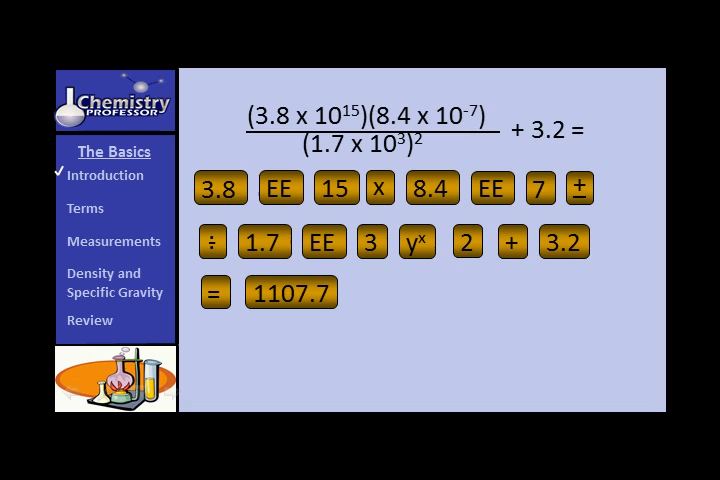 Chemistry
PROFESSOR
The Basics
✓ Introduction
Terms
Measurements
Density and
Specific Gravity
Review
(3.8 x 10¹⁵)(8.4 x 10⁻⁷)
(1.7 x 10³)²
+ 3.2 =
3.8 EE 15 x 8.4 EE 7 ±
÷ 1.7 EE 3 yˣ 2 + 3.2
= 1107.7